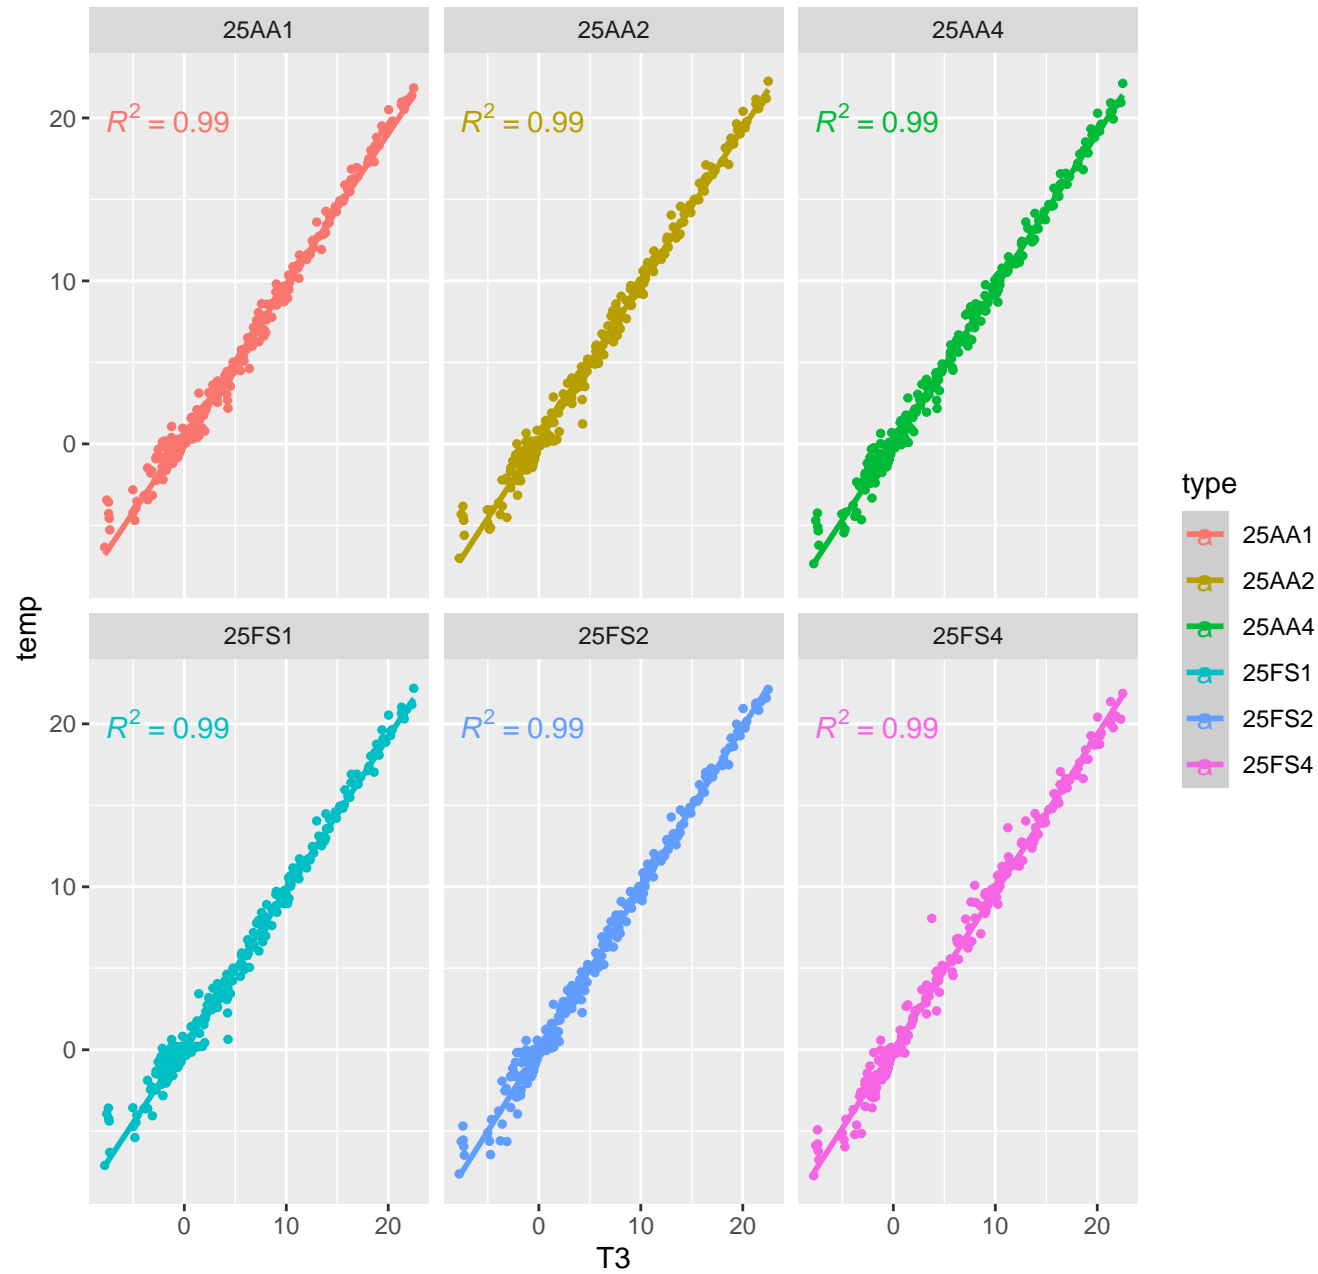 25AA1 25AA2 25AA4
R² = 0.99 R² = 0.99 R² = 0.99
20
10
0
temp
25FS1 25FS2 25FS4
R² = 0.99 R² = 0.99 R² = 0.99
20
10
0
0 10 20 0 10 20 0 10 20
T3
type
a 25AA1
a 25AA2
a 25AA4
a 25FS1
a 25FS2
a 25FS4